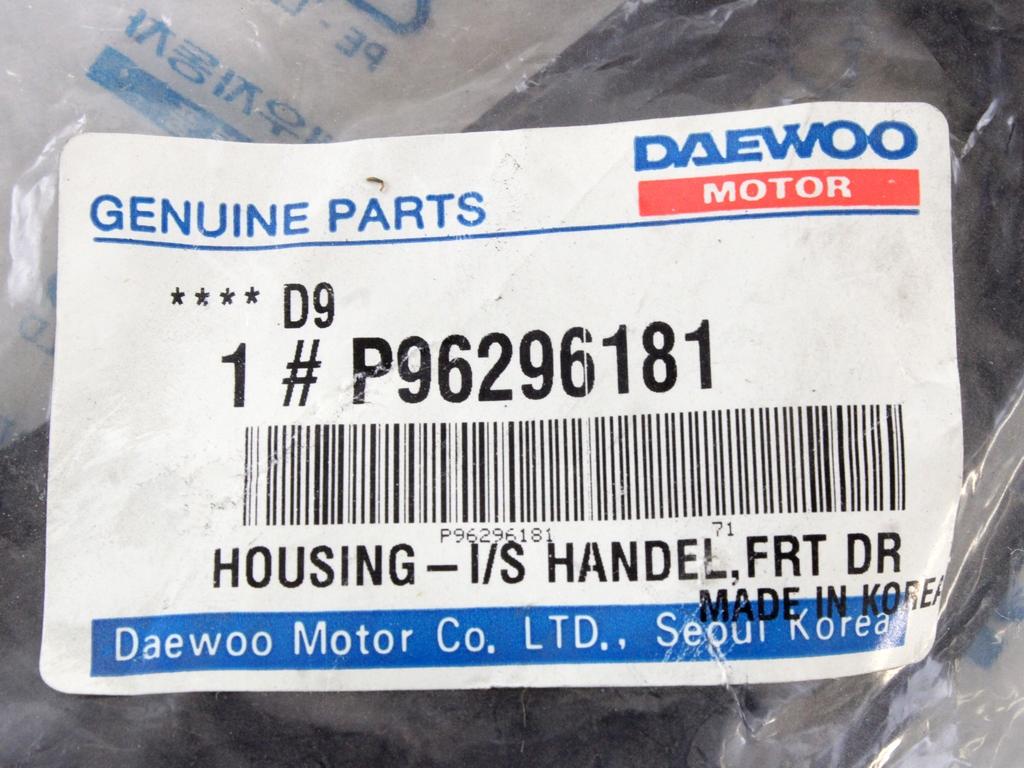 DAEWOO
MOTOR
GENUINE PARTS
**** D9
1 # P96296181
P96296181 71
HOUSING – I/S HANDEL, FRT DR
MADE IN KOREA
Daewoo Motor Co. LTD., Seoul Korea